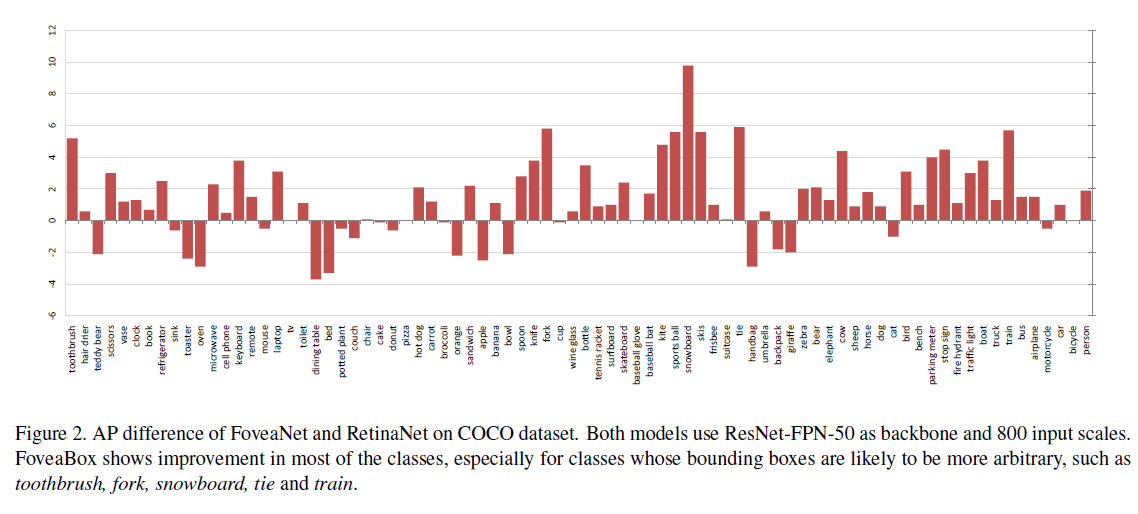 12
10
8
6
4
2
0
-2
-4
-6
toothbrush
hair drier
teddy bear
scissors
vase
clock
book
refrigerator
sink
toaster
oven
microwave
cell phone
keyboard
remote
mouse
laptop
tv
toilet
dining table
bed
potted plant
couch
chair
cake
donut
pizza
hot dog
carrot
broccoli
orange
sandwich
apple
banana
bowl
spoon
knife
fork
cup
wine glass
bottle
tennis racket
surfboard
skateboard
baseball glove
baseball bat
kite
sports ball
snowboard
skis
frisbee
suitcase
tie
handbag
umbrella
backpack
giraffe
zebra
bear
elephant
cow
sheep
horse
dog
cat
bird
bench
parking meter
stop sign
fire hydrant
traffic light
boat
truck
train
bus
airplane
motorcycle
car
bicycle
person
Figure 2. AP difference of FoveaNet and RetinaNet on COCO dataset. Both models use ResNet-FPN-50 as backbone and 800 input scales.
FoveaBox shows improvement in most of the classes, especially for classes whose bounding boxes are likely to be more arbitrary, such as
toothbrush, fork, snowboard, tie and train.